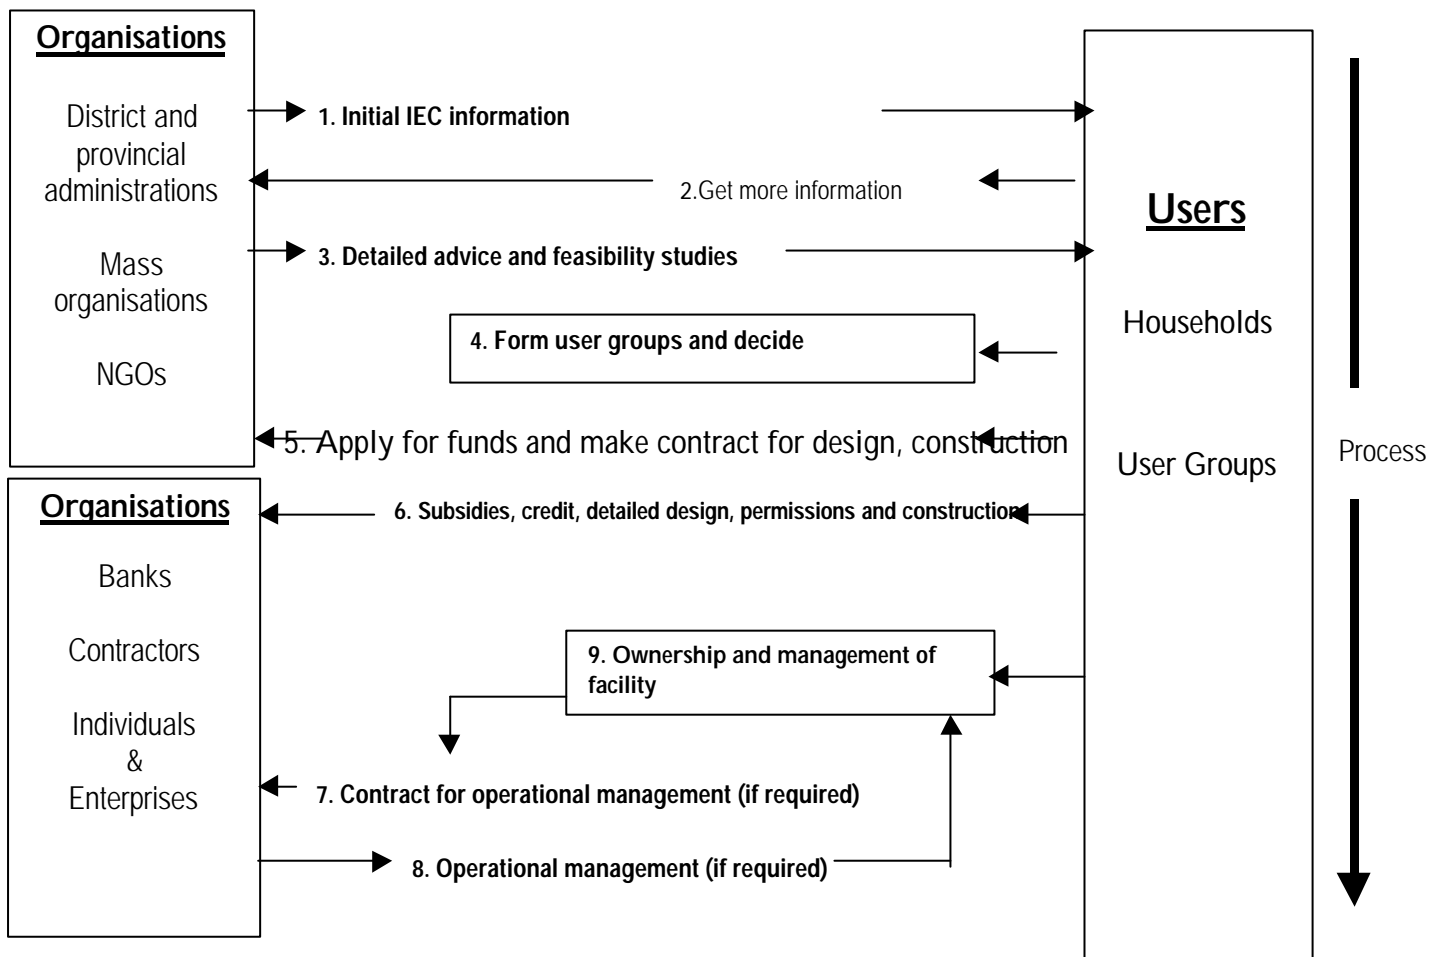 Organisations
District and
provincial
administrations
Mass
organisations
NGOs
1. Initial IEC information
2.Get more information
3. Detailed advice and feasibility studies
4. Form user groups and decide
5. Apply for funds and make contract for design, construction
6. Subsidies, credit, detailed design, permissions and construction
Organisations
Banks
Contractors
Individuals
&
Enterprises
9. Ownership and management of
facility
7. Contract for operational management (if required)
8. Operational management (if required)
Users
Households
User Groups
Process